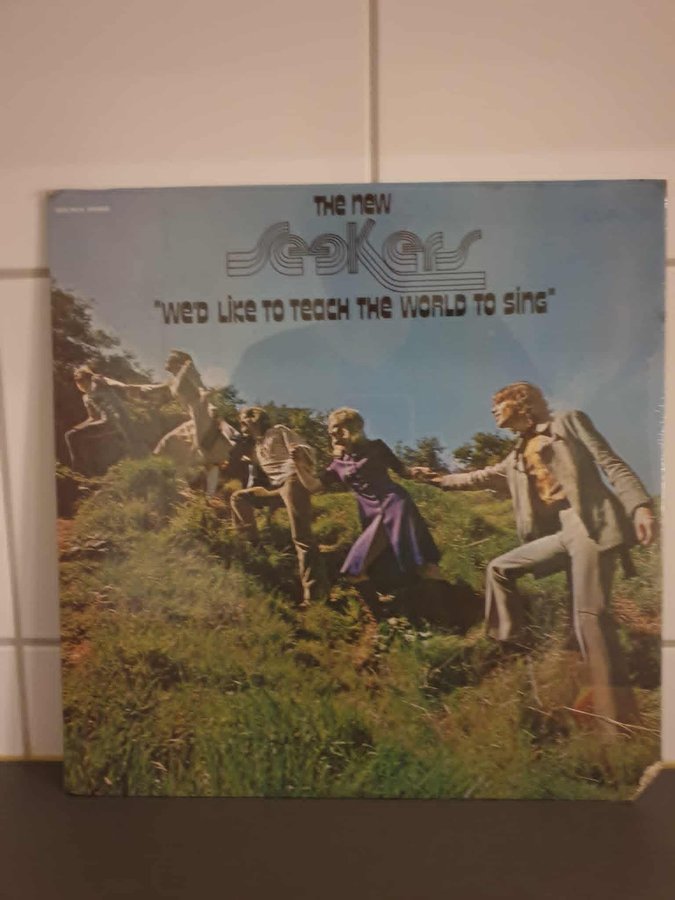 THE NEW
Seekers
"WE'D LIKE TO TEACH THE WORLD TO SING"